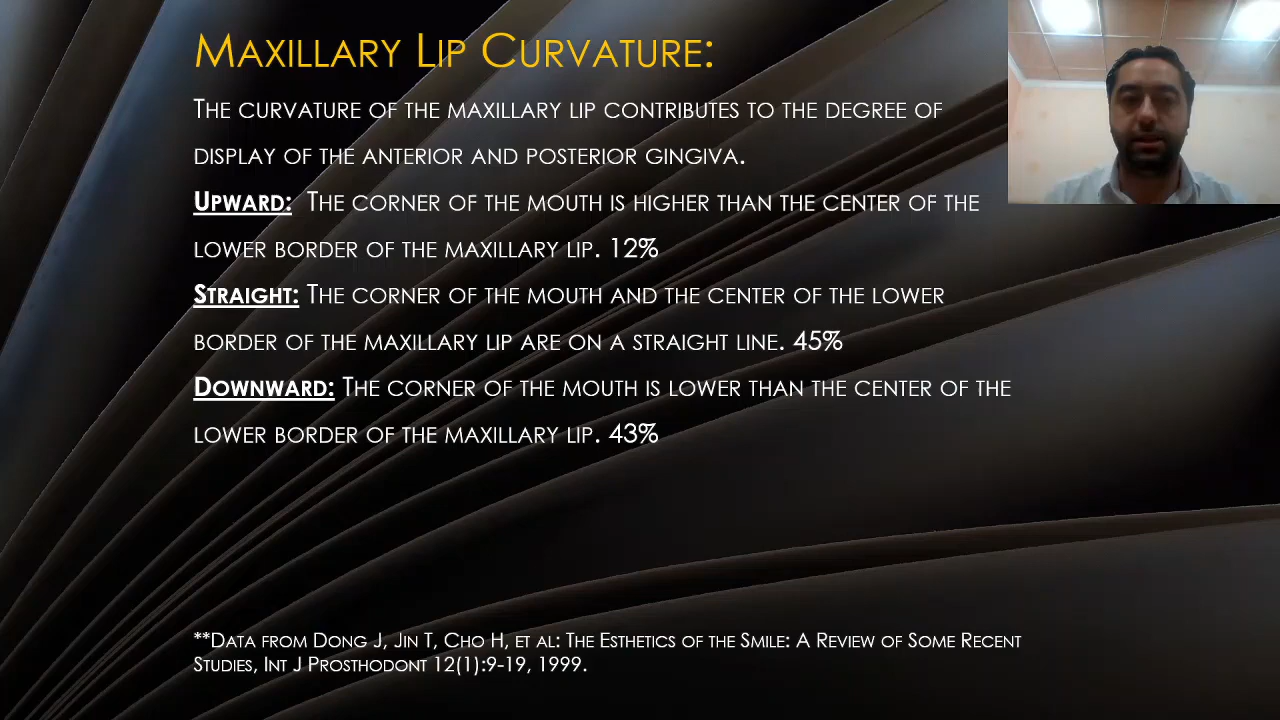 Maxillary Lip Curvature:
The curvature of the maxillary lip contributes to the degree of
display of the anterior and posterior gingiva.
Upward: The corner of the mouth is higher than the center of the
lower border of the maxillary lip. 12%
Straight: The corner of the mouth and the center of the lower
border of the maxillary lip are on a straight line. 45%
Downward: The corner of the mouth is lower than the center of the
lower border of the maxillary lip. 43%
**Data from Dong J, Jin T, Cho H, et al: The Esthetics of the Smile: A Review of Some Recent
Studies, Int J Prosthodont 12(1):9-19, 1999.